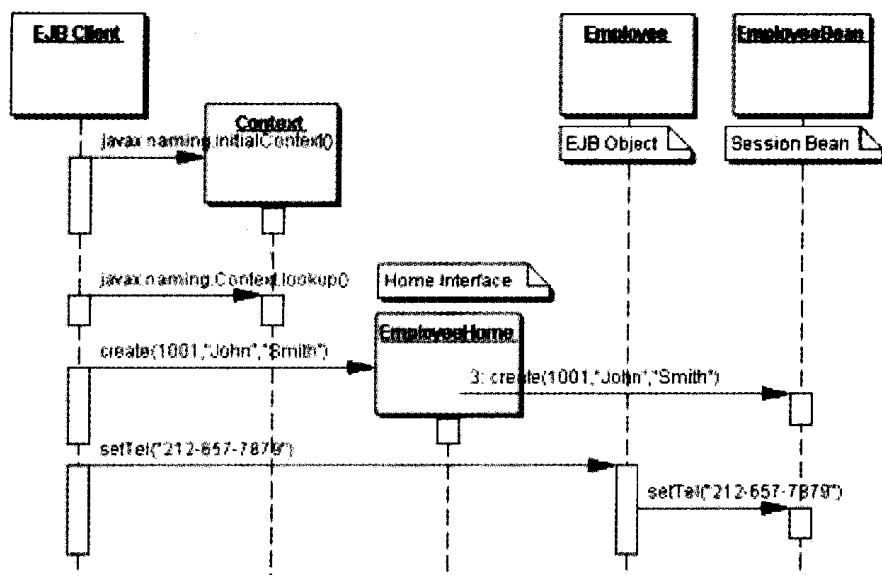 EJB Client
Employee
EmployeeBean
Context
javax.naming.InitialContext()
EJB Object
Session Bean
javax.naming.Context.lookup()
Home Interface
EmployeeHome
create(1001,"John","Smith")
3: create(1001,"John","Smith")
setTel("212-657-7879")
setTel("212-657-7879")